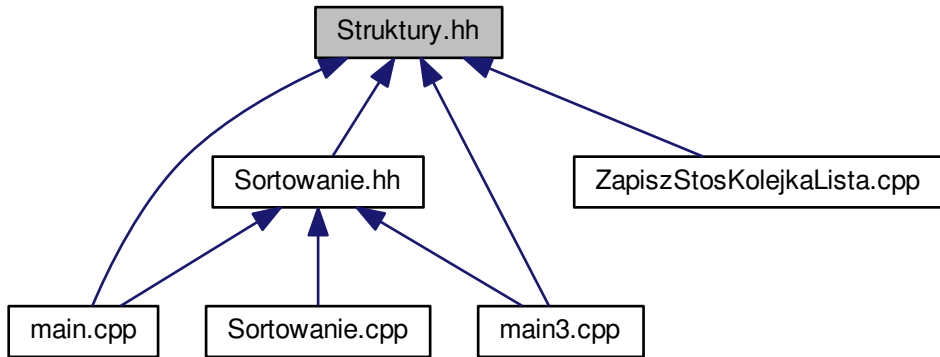 Struktury.hh
Sortowanie.hh
ZapiszStosKolejkaLista.cpp
main.cpp
Sortowanie.cpp
main3.cpp